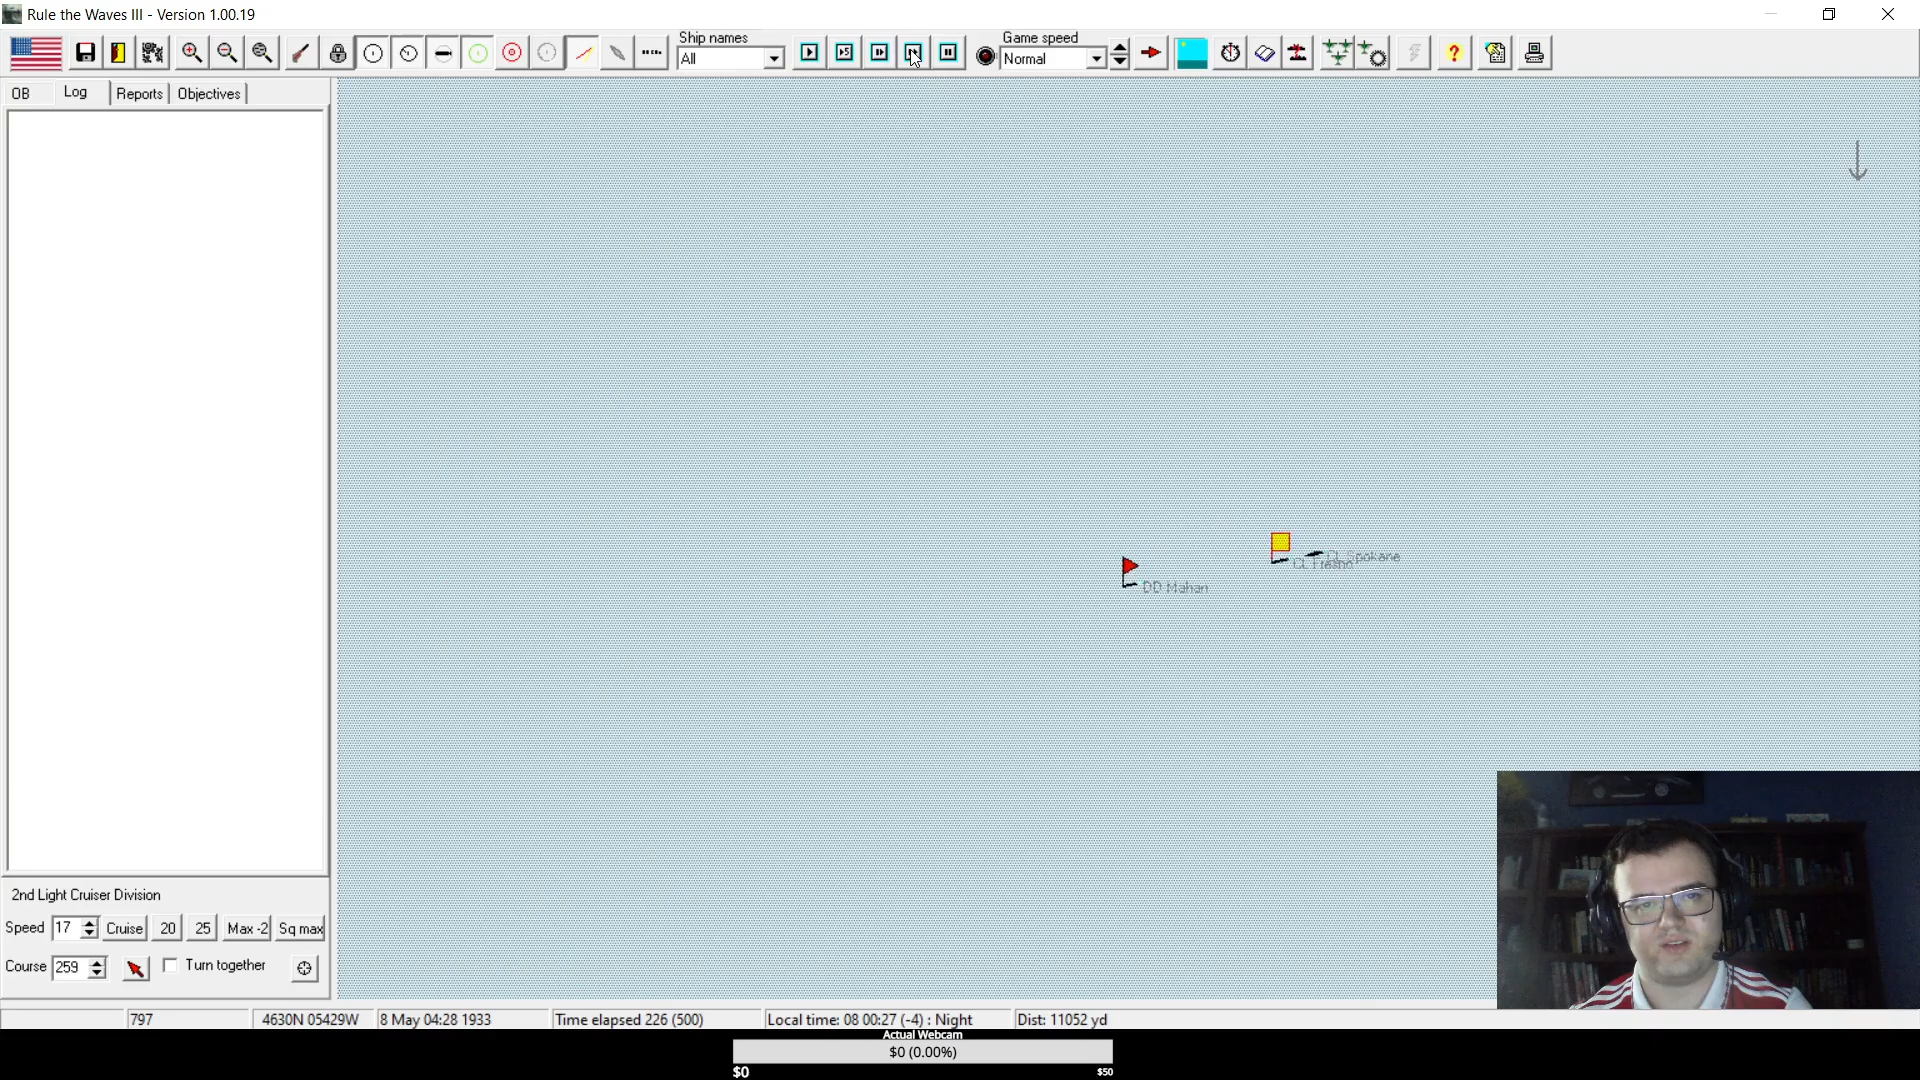 Rule the Waves III - Version 1.00.19
Ship names
All
Game speed
Normal
OB
Log
Reports
Objectives
CL Spokane
CL Fresno
DD Mahan
2nd Light Cruiser Division
Speed 17 Cruise 20 25 Max -2 Sq max
Course 259 Turn together
797 4630N 05429W 8 May 04:28 1933 Time elapsed 226 (500) Local time: 08 00:27 (-4) : Night Dist: 11052 yd
Actual Webcam
$0 (0.00%)
$0 $50